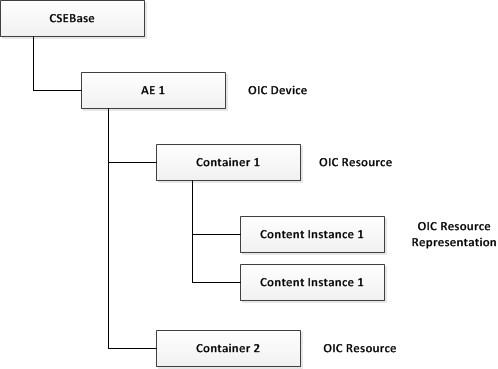 CSEBase
AE 1
OIC Device
Container 1
OIC Resource
Content Instance 1
OIC Resource
Representation
Content Instance 1
Container 2
OIC Resource